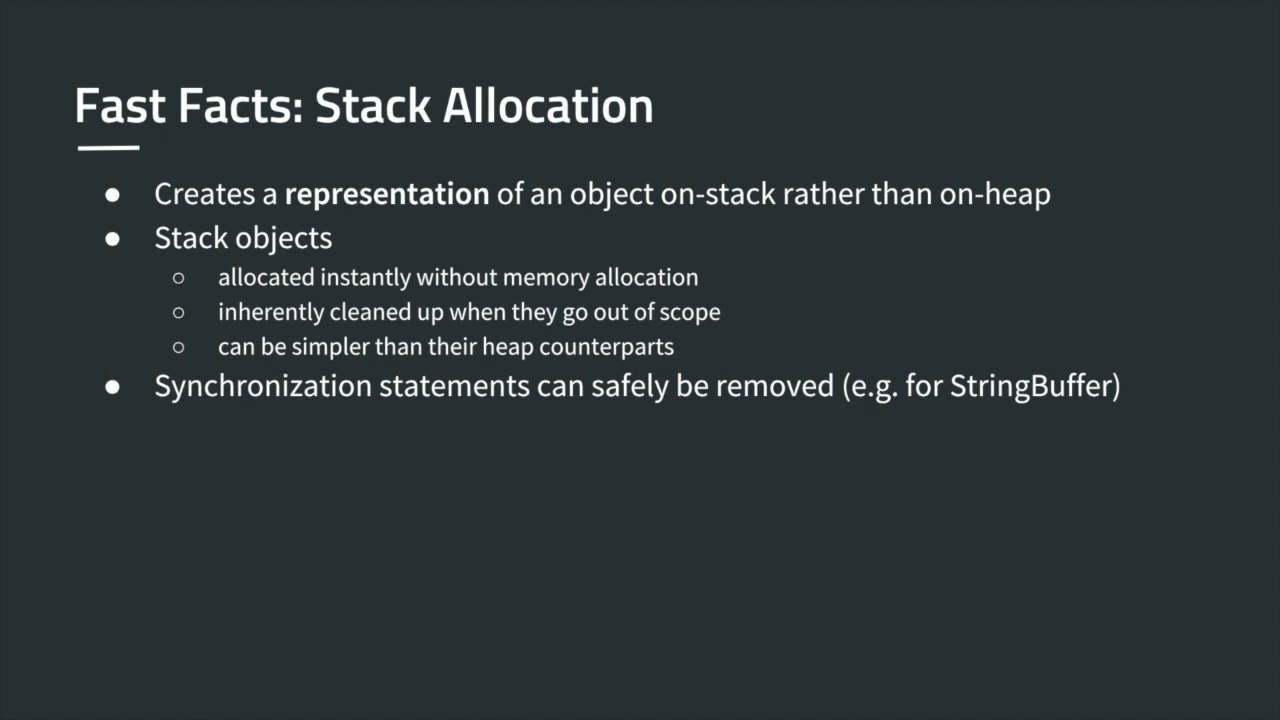 Fast Facts: Stack Allocation
● Creates a representation of an object on-stack rather than on-heap
● Stack objects
○ allocated instantly without memory allocation
○ inherently cleaned up when they go out of scope
○ can be simpler than their heap counterparts
● Synchronization statements can safely be removed (e.g. for StringBuffer)